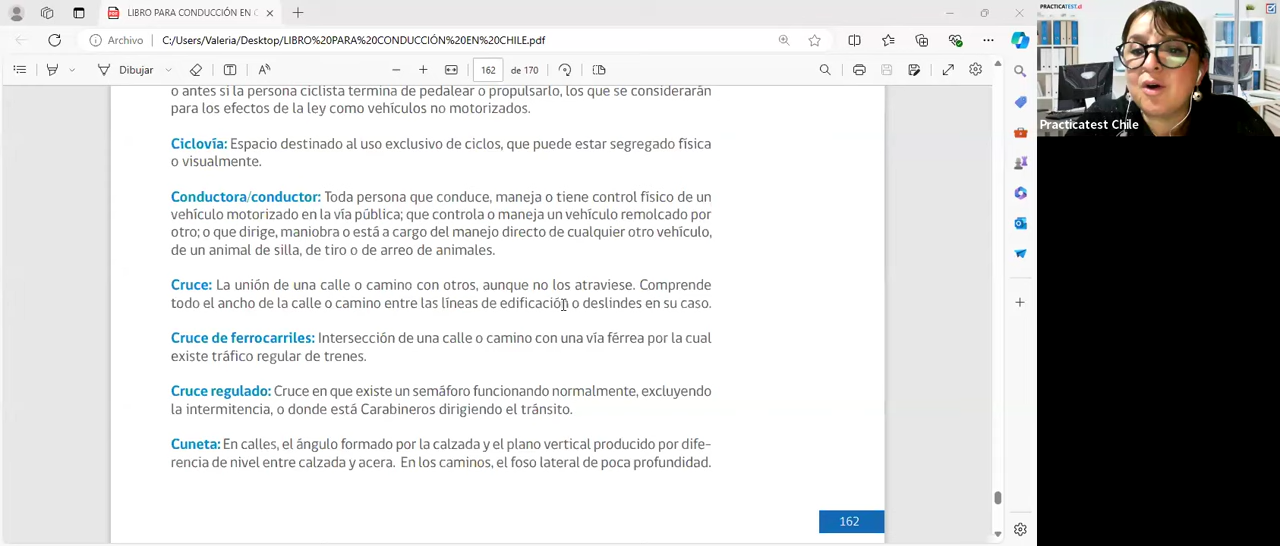 LIBRO PARA CONDUCCIÓN EN C
Archivo
C:/Users/Valeria/Desktop/LIBRO%20PARA%20CONDUCCIÓN%20EN%20CHILE.pdf
Dibujar
162
de 170
o antes si la persona ciclista termina de pedalear o propulsarlo, los que se considerarán
para los efectos de la ley como vehículos no motorizados.
Ciclovía: Espacio destinado al uso exclusivo de ciclos, que puede estar segregado física
o visualmente.
Conductora/conductor: Toda persona que conduce, maneja o tiene control físico de un
vehículo motorizado en la vía pública; que controla o maneja un vehículo remolcado por
otro; o que dirige, maniobra o está a cargo del manejo directo de cualquier otro vehículo,
de un animal de silla, de tiro o de arreo de animales.
Cruce: La unión de una calle o camino con otros, aunque no los atraviese. Comprende
todo el ancho de la calle o camino entre las líneas de edificación o deslindes en su caso.
Cruce de ferrocarriles: Intersección de una calle o camino con una vía férrea por la cual
existe tráfico regular de trenes.
Cruce regulado: Cruce en que existe un semáforo funcionando normalmente, excluyendo
la intermitencia, o donde está Carabineros dirigiendo el tránsito.
Cuneta: En calles, el ángulo formado por la calzada y el plano vertical producido por dife-
rencia de nivel entre calzada y acera. En los caminos, el foso lateral de poca profundidad.
162
PRACTICATEST.cl
Practicatest Chile